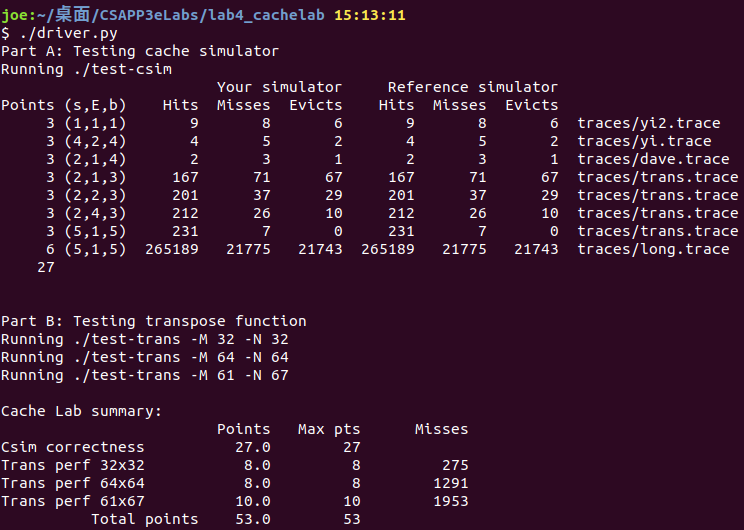 joe:~/桌面/CSAPP3eLabs/lab4_cachelab 15:13:11
$ ./driver.py
Part A: Testing cache simulator
Running ./test-csim
                        Your simulator     Reference simulator
Points (s,E,b)    Hits  Misses  Evicts    Hits  Misses  Evicts
     3 (1,1,1)       9       8       6       9       8       6  traces/yi2.trace
     3 (4,2,4)       4       5       2       4       5       2  traces/yi.trace
     3 (2,1,4)       2       3       1       2       3       1  traces/dave.trace
     3 (2,1,3)     167      71      67     167      71      67  traces/trans.trace
     3 (2,2,3)     201      37      29     201      37      29  traces/trans.trace
     3 (2,4,3)     212      26      10     212      26      10  traces/trans.trace
     3 (5,1,5)     231       7       0     231       7       0  traces/trans.trace
     6 (5,1,5)  265189   21775   21743  265189   21775   21743  traces/long.trace
    27
Part B: Testing transpose function
Running ./test-trans -M 32 -N 32
Running ./test-trans -M 64 -N 64
Running ./test-trans -M 61 -N 67
Cache Lab summary:
                        Points   Max pts      Misses
Csim correctness          27.0        27
Trans perf 32x32           8.0         8         275
Trans perf 64x64           8.0         8        1291
Trans perf 61x67          10.0        10        1953
          Total points    53.0        53